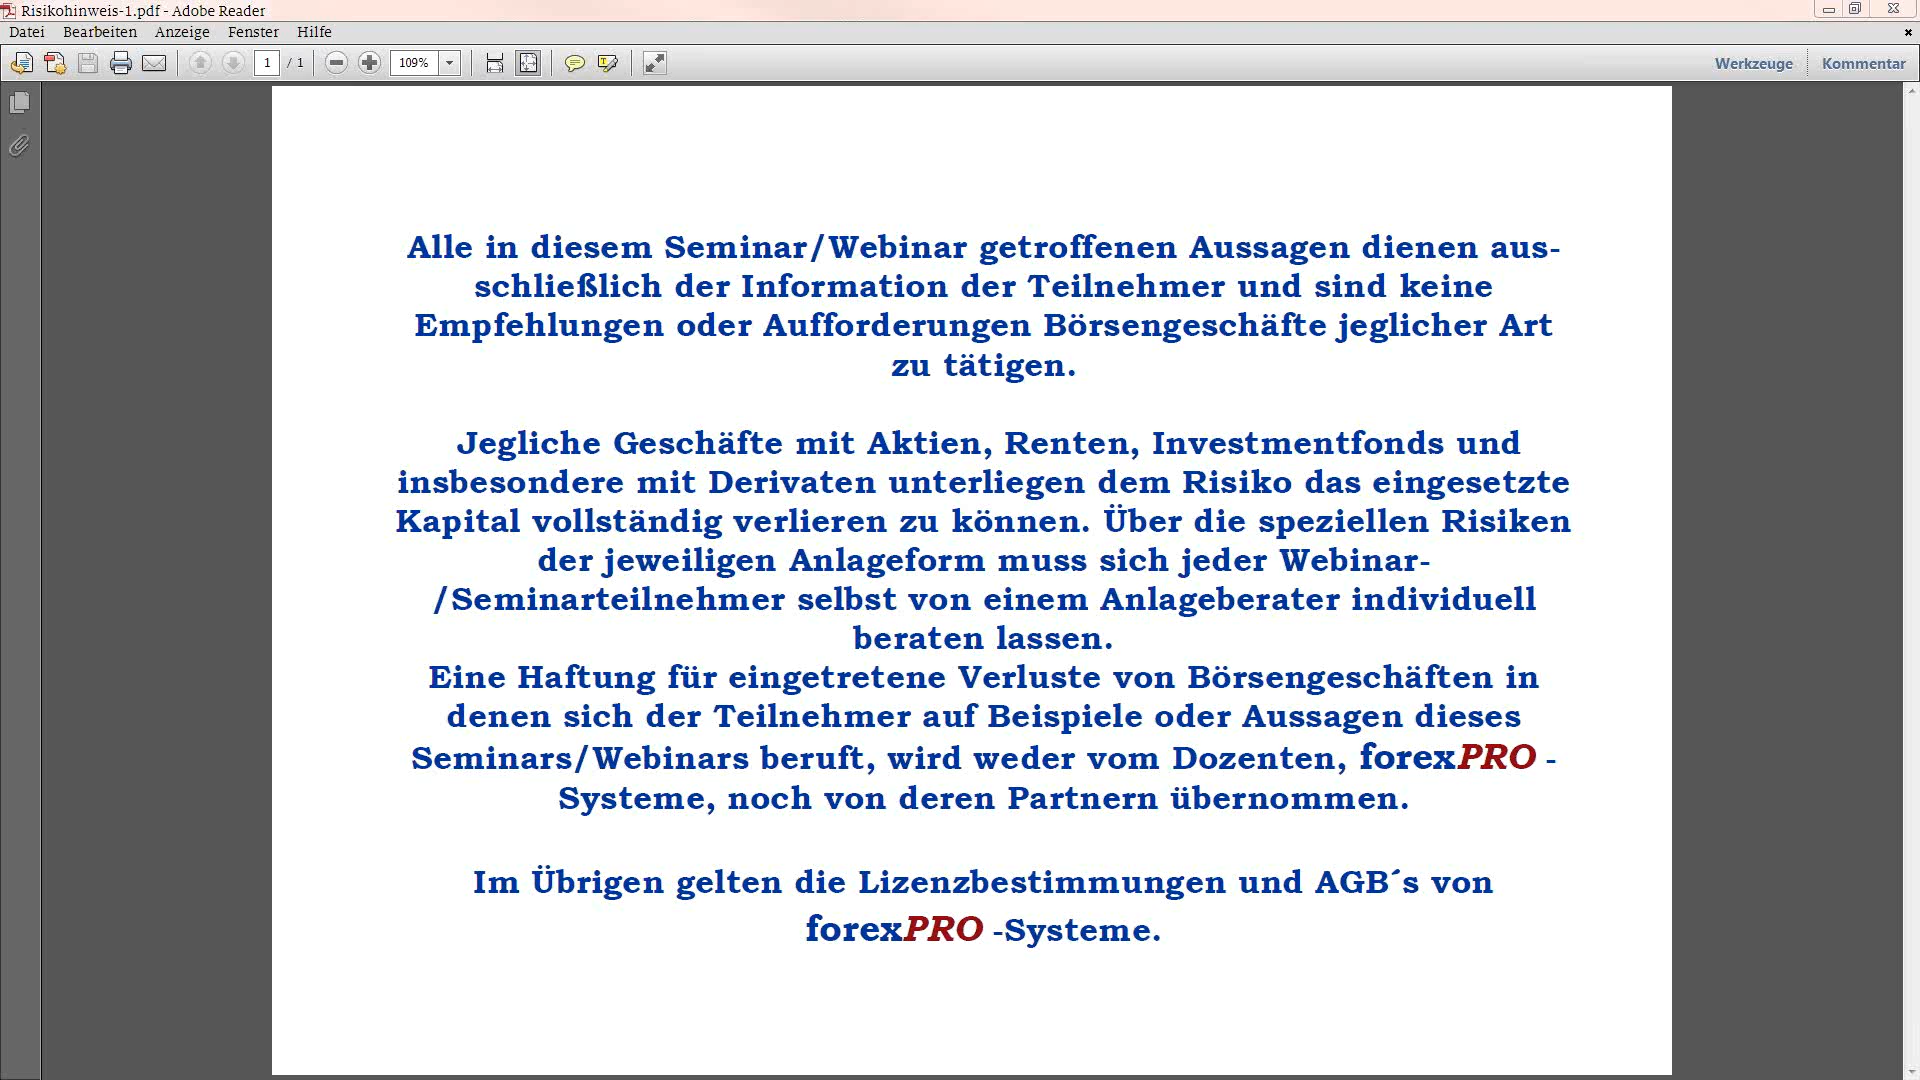 Risikohinweis-1.pdf - Adobe Reader
Datei Bearbeiten Anzeige Fenster Hilfe
1 / 1 109% Werkzeuge Kommentar
Alle in diesem Seminar/Webinar getroffenen Aussagen dienen aus-
schließlich der Information der Teilnehmer und sind keine
Empfehlungen oder Aufforderungen Börsengeschäfte jeglicher Art
zu tätigen.
Jegliche Geschäfte mit Aktien, Renten, Investmentfonds und
insbesondere mit Derivaten unterliegen dem Risiko das eingesetzte
Kapital vollständig verlieren zu können. Über die speziellen Risiken
der jeweiligen Anlageform muss sich jeder Webinar-
/Seminarteilnehmer selbst von einem Anlageberater individuell
beraten lassen.
Eine Haftung für eingetretene Verluste von Börsengeschäften in
denen sich der Teilnehmer auf Beispiele oder Aussagen dieses
Seminars/Webinars beruft, wird weder vom Dozenten, forexPRO -
Systeme, noch von deren Partnern übernommen.
Im Übrigen gelten die Lizenzbestimmungen und AGB´s von
forexPRO -Systeme.